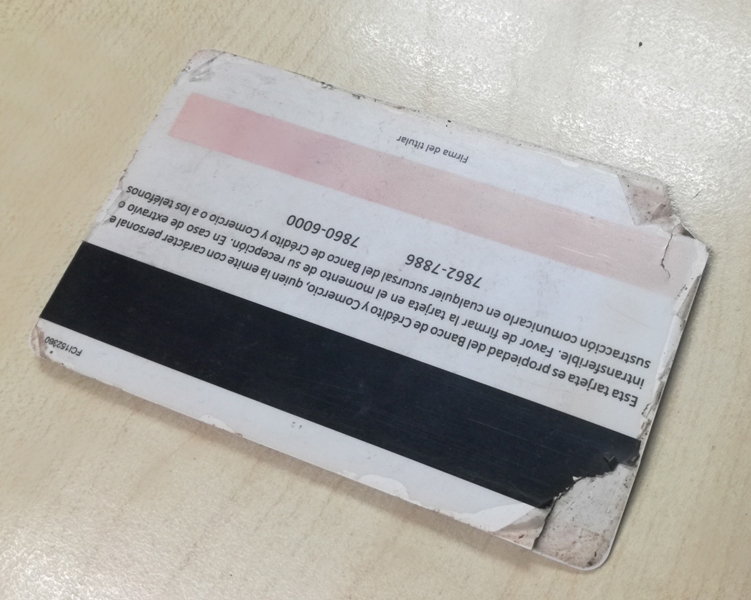 FCI152360
Esta tarjeta es propiedad del Banco de Crédito y Comercio, quien la emite con carácter personal e
intransferible. Favor de firmar la tarjeta en el momento de su recepción. En caso de extravío o
sustracción comunicarlo en cualquier sucursal del Banco de Crédito y Comercio o a los teléfonos
7862-7886 7860-6000
Firma del titular